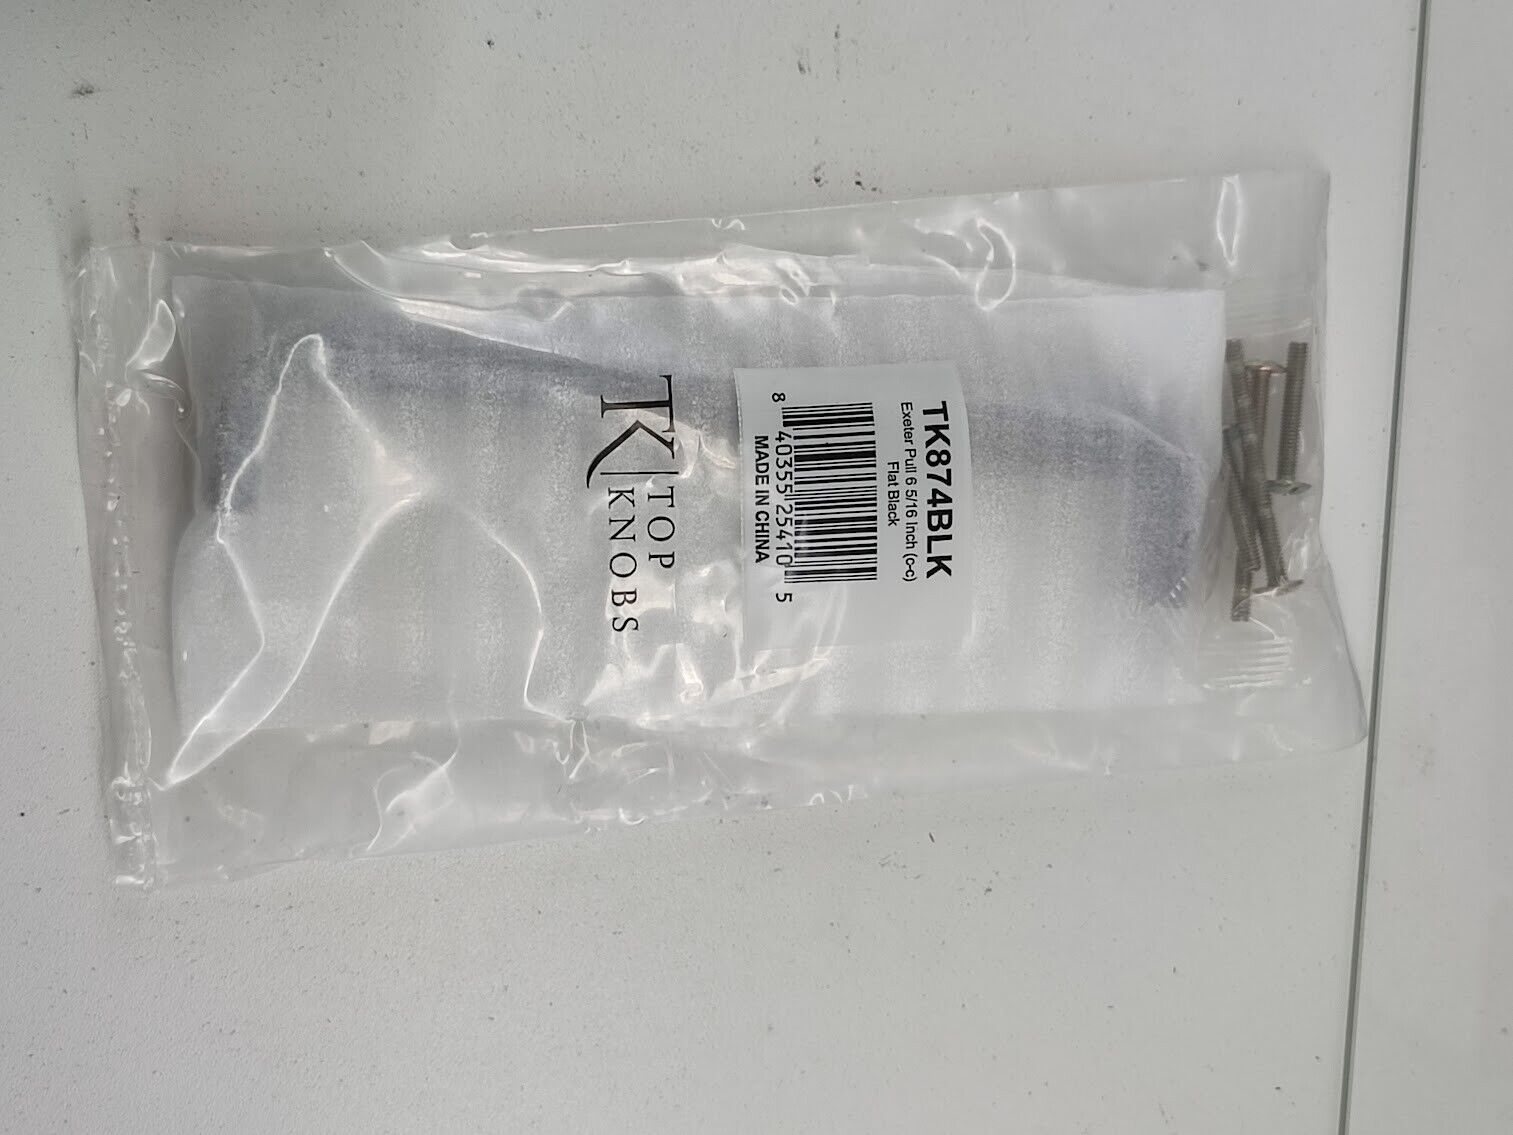 TK874BLK
Exeter Pull 6 5/16 Inch (c-c)
Flat Black
8 40355 25410 5
MADE IN CHINA
TK TOP
KNOBS